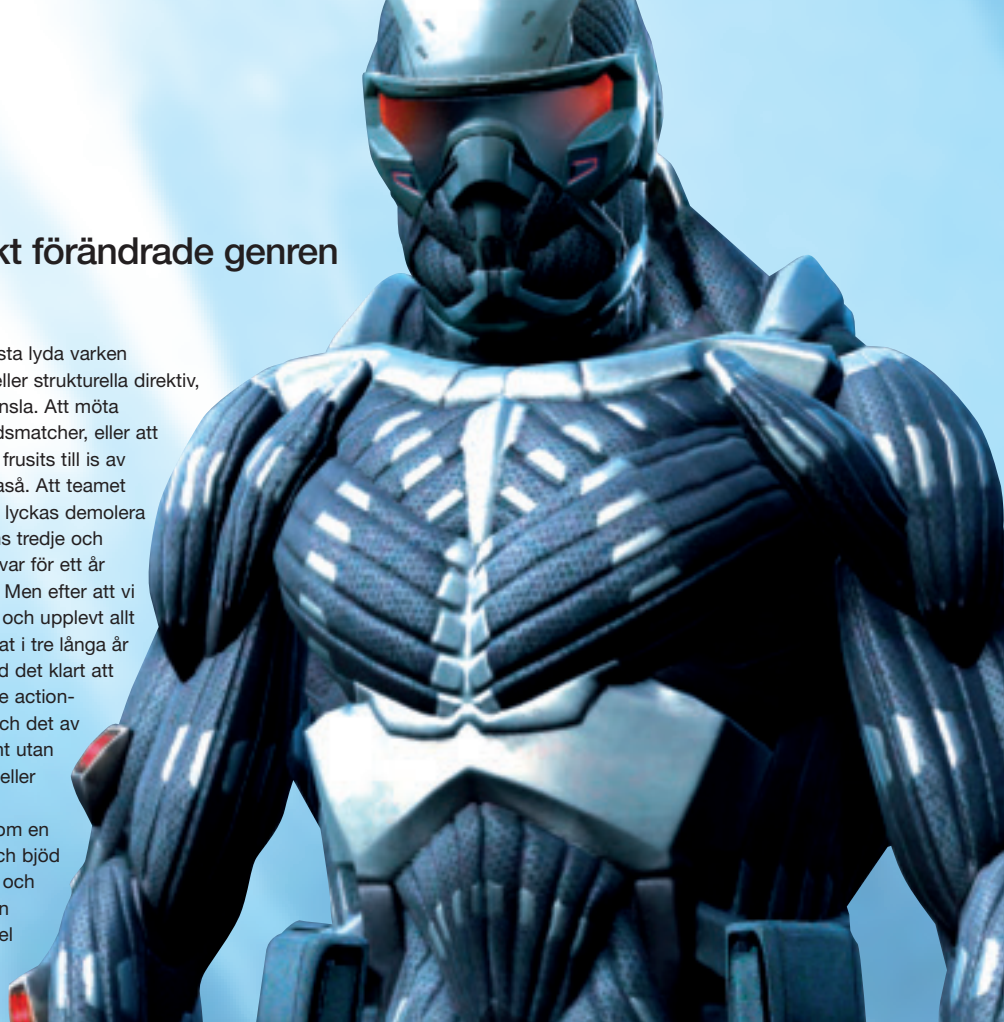 kt förändrade genren
sta lyda varken
eller strukturella direktiv,
nsla. Att möta
dsmatcher, eller att
frusits till is av
aså. Att teamet
lyckas demolera
ns tredje och
var för ett år
Men efter att vi
och upplevt allt
at i tre långa år
d det klart att
e action-
ch det av
nt utan
eller
om en
ch bjöd
och
n
el